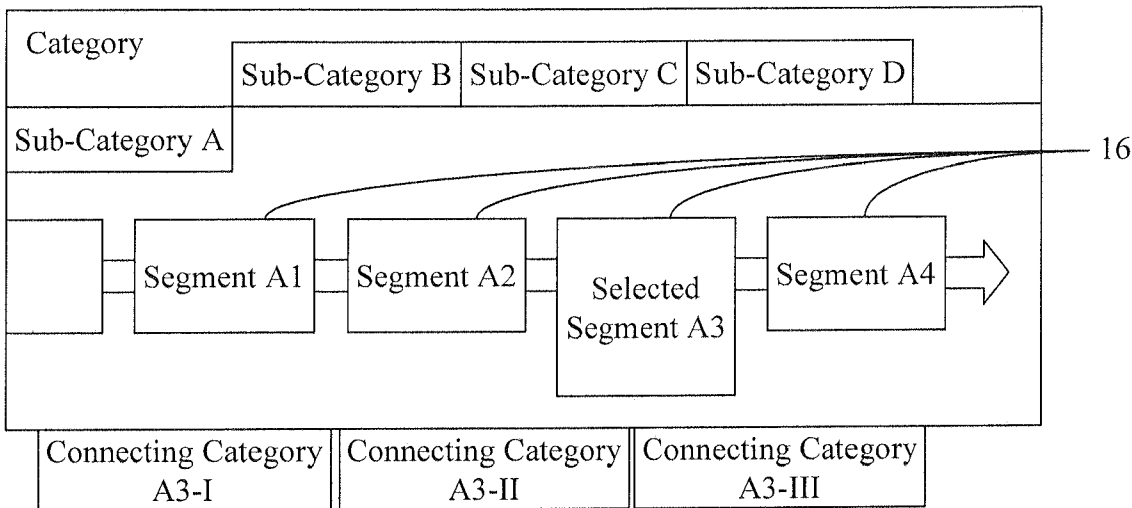 Category
Sub-Category B
Sub-Category C
Sub-Category D
Sub-Category A
16
Segment A1
Segment A2
Selected
Segment A3
Segment A4
Connecting Category
A3-I
Connecting Category
A3-II
Connecting Category
A3-III